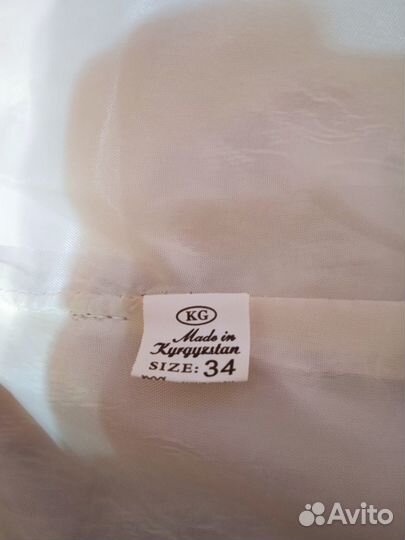 KG
Made in
Kyrgyzstan
SIZE: 34
Avito